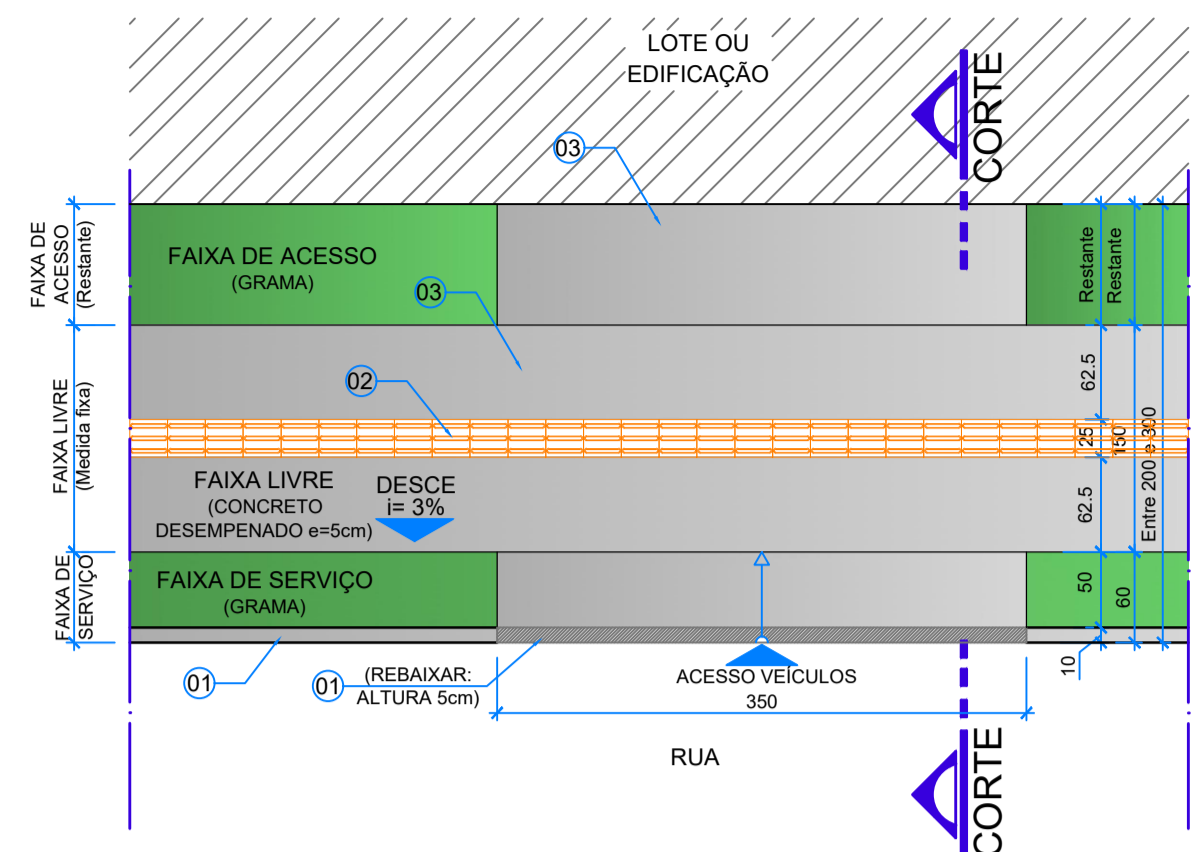 LOTE OU
EDIFICAÇÃO
CORTE
03
FAIXA DE
ACESSO
(Restante)
FAIXA DE ACESSO
(GRAMA)
03
Restante
Restante
02
FAIXA LIVRE
(Medida fixa)
62.5
25
150
Entre 200 e 300
62.5
FAIXA LIVRE
(CONCRETO
DESEMPENADO e=5cm)
DESCE
i= 3%
FAIXA DE
SERVIÇO
FAIXA DE SERVIÇO
(GRAMA)
50
60
10
01
01
(REBAIXAR:
ALTURA 5cm)
ACESSO VEÍCULOS
350
RUA
CORTE